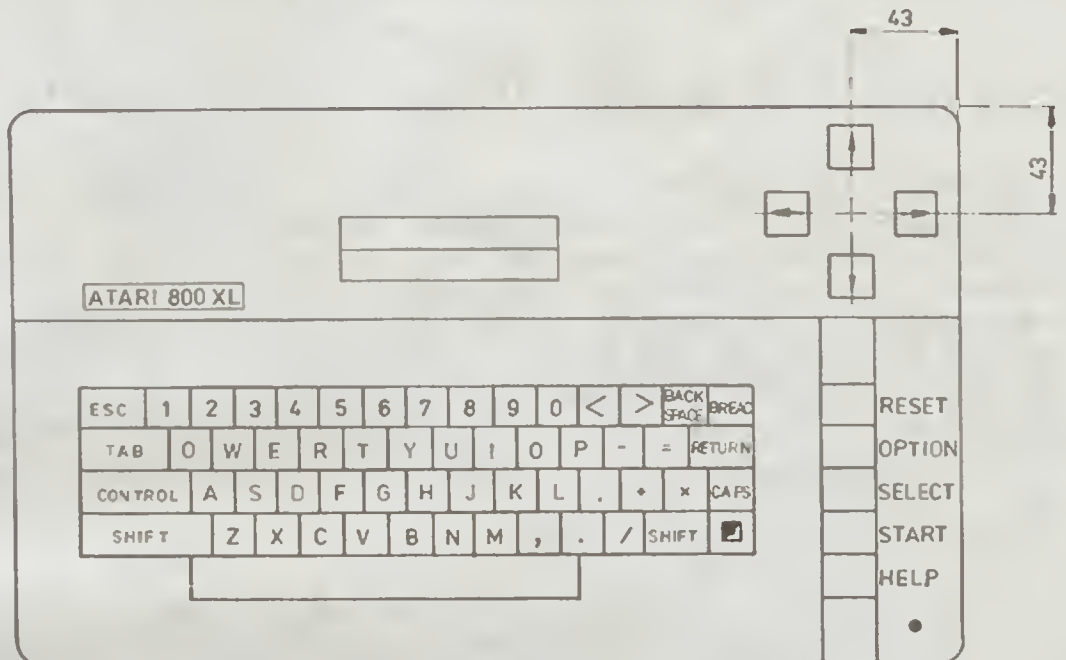 43
43
ATARI 800 XL
ESC 1 2 3 4 5 6 7 8 9 0 < > BACK SPACE BREAC
TAB O W E R T Y U I O P - = RETURN
CONTROL A S D F G H J K L . + × CAPS
SHIFT Z X C V B N M , . / SHIFT
RESET
OPTION
SELECT
START
HELP